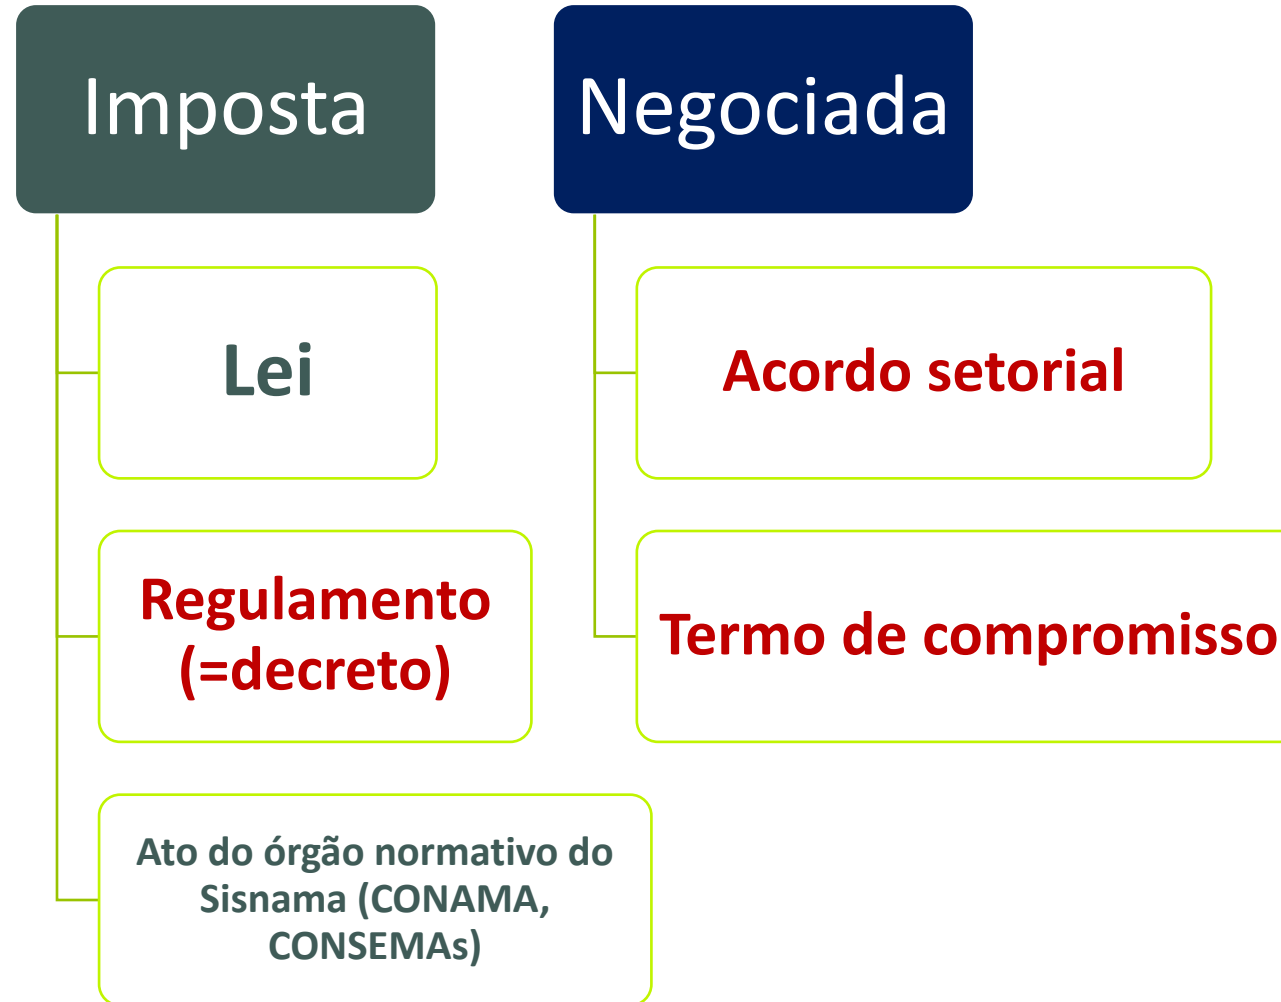 Imposta
Lei
Regulamento
(=decreto)
Ato do órgão normativo do
Sisnama (CONAMA,
CONSEMAs)
Negociada
Acordo setorial
Termo de compromisso